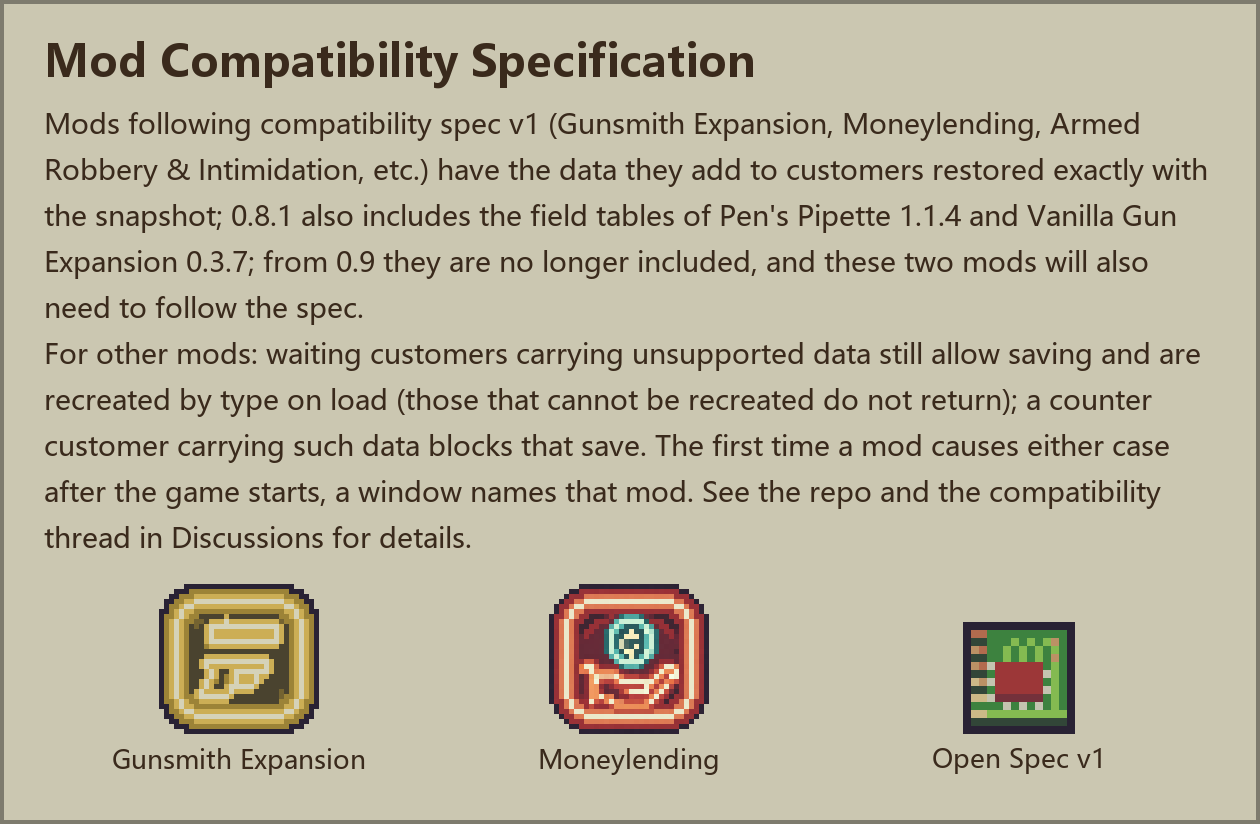 Mod Compatibility Specification
Mods following compatibility spec v1 (Gunsmith Expansion, Moneylending, Armed
Robbery & Intimidation, etc.) have the data they add to customers restored exactly with
the snapshot; 0.8.1 also includes the field tables of Pen's Pipette 1.1.4 and Vanilla Gun
Expansion 0.3.7; from 0.9 they are no longer included, and these two mods will also
need to follow the spec.
For other mods: waiting customers carrying unsupported data still allow saving and are
recreated by type on load (those that cannot be recreated do not return); a counter
customer carrying such data blocks that save. The first time a mod causes either case
after the game starts, a window names that mod. See the repo and the compatibility
thread in Discussions for details.
Gunsmith Expansion
Moneylending
Open Spec v1